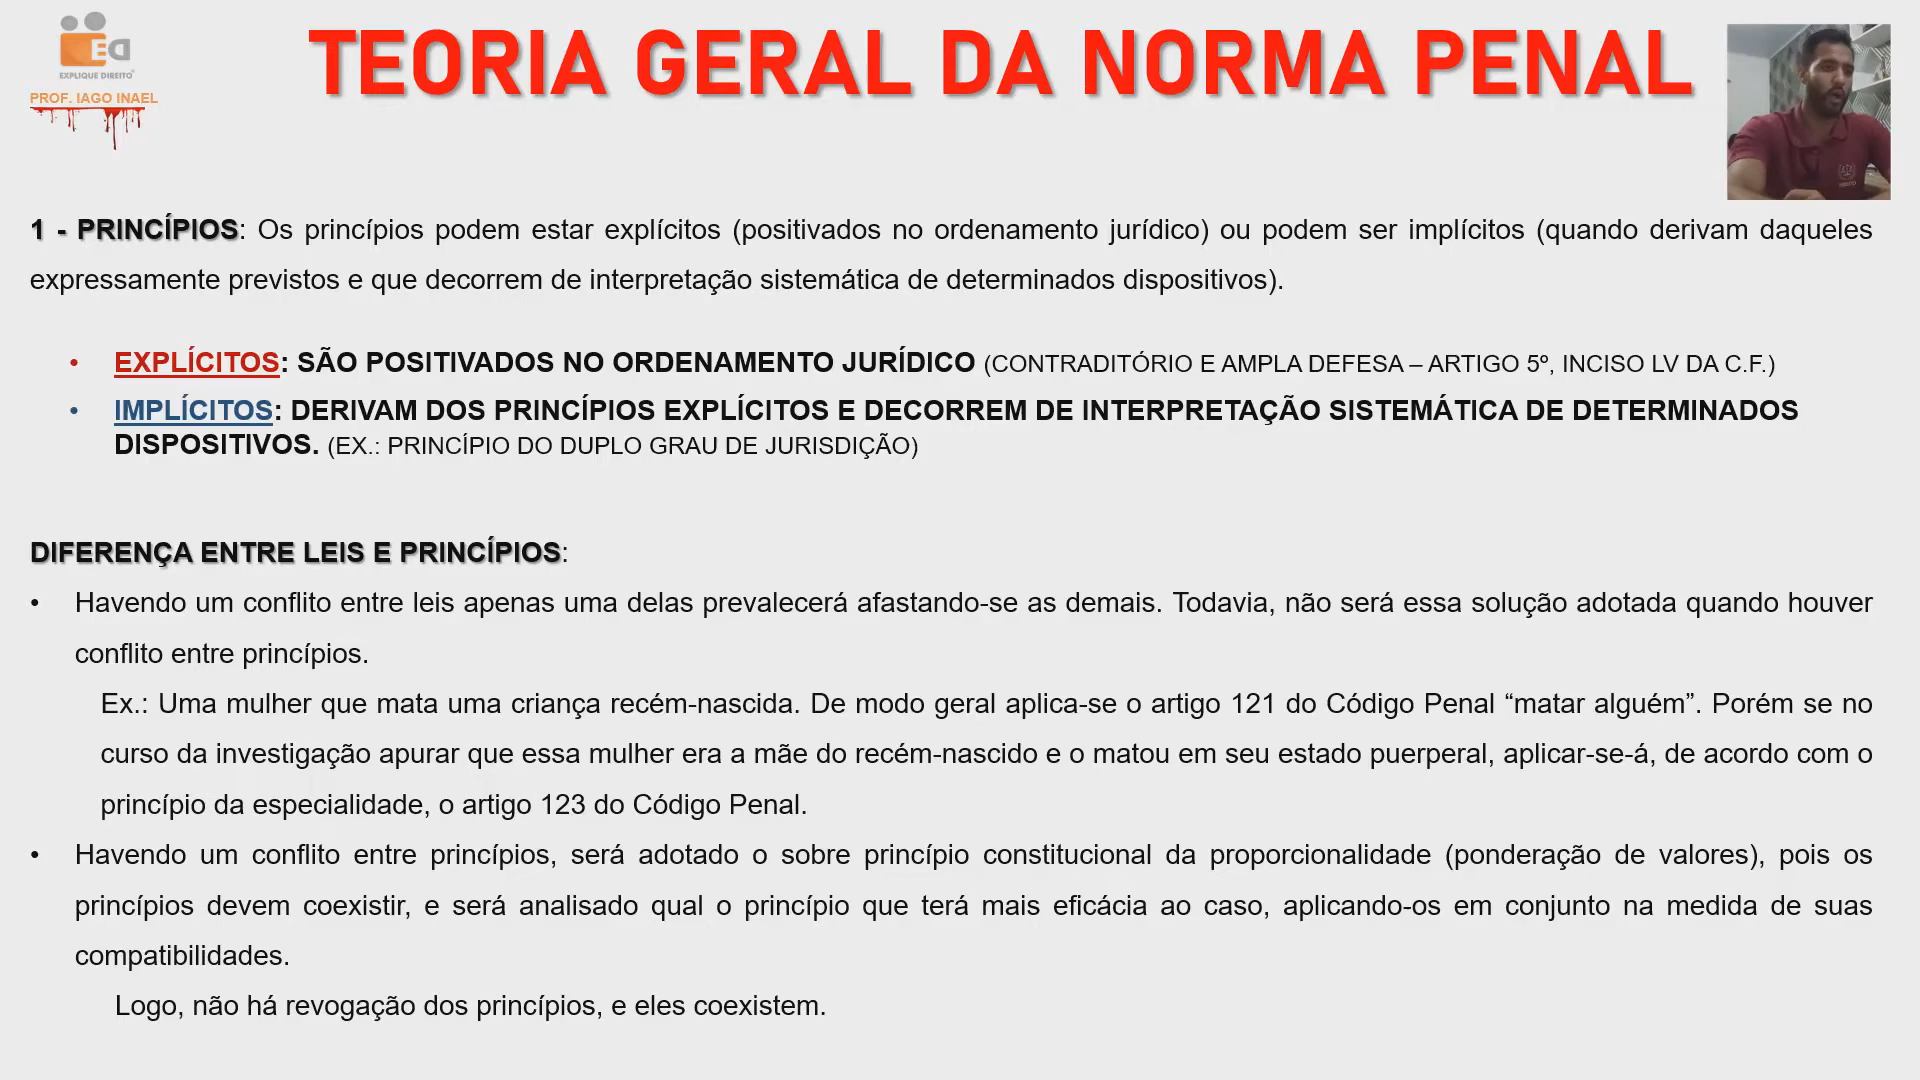 EXPLIQUE DIREITO
PROF. IAGO INAEL
TEORIA GERAL DA NORMA PENAL
1 - PRINCÍPIOS: Os princípios podem estar explícitos (positivados no ordenamento jurídico) ou podem ser implícitos (quando derivam daqueles
expressamente previstos e que decorrem de interpretação sistemática de determinados dispositivos).
• EXPLÍCITOS: SÃO POSITIVADOS NO ORDENAMENTO JURÍDICO (CONTRADITÓRIO E AMPLA DEFESA – ARTIGO 5º, INCISO LV DA C.F.)
• IMPLÍCITOS: DERIVAM DOS PRINCÍPIOS EXPLÍCITOS E DECORREM DE INTERPRETAÇÃO SISTEMÁTICA DE DETERMINADOS
DISPOSITIVOS. (EX.: PRINCÍPIO DO DUPLO GRAU DE JURISDIÇÃO)
DIFERENÇA ENTRE LEIS E PRINCÍPIOS:
• Havendo um conflito entre leis apenas uma delas prevalecerá afastando-se as demais. Todavia, não será essa solução adotada quando houver
conflito entre princípios.
Ex.: Uma mulher que mata uma criança recém-nascida. De modo geral aplica-se o artigo 121 do Código Penal “matar alguém”. Porém se no
curso da investigação apurar que essa mulher era a mãe do recém-nascido e o matou em seu estado puerperal, aplicar-se-á, de acordo com o
princípio da especialidade, o artigo 123 do Código Penal.
• Havendo um conflito entre princípios, será adotado o sobre princípio constitucional da proporcionalidade (ponderação de valores), pois os
princípios devem coexistir, e será analisado qual o princípio que terá mais eficácia ao caso, aplicando-os em conjunto na medida de suas
compatibilidades.
Logo, não há revogação dos princípios, e eles coexistem.